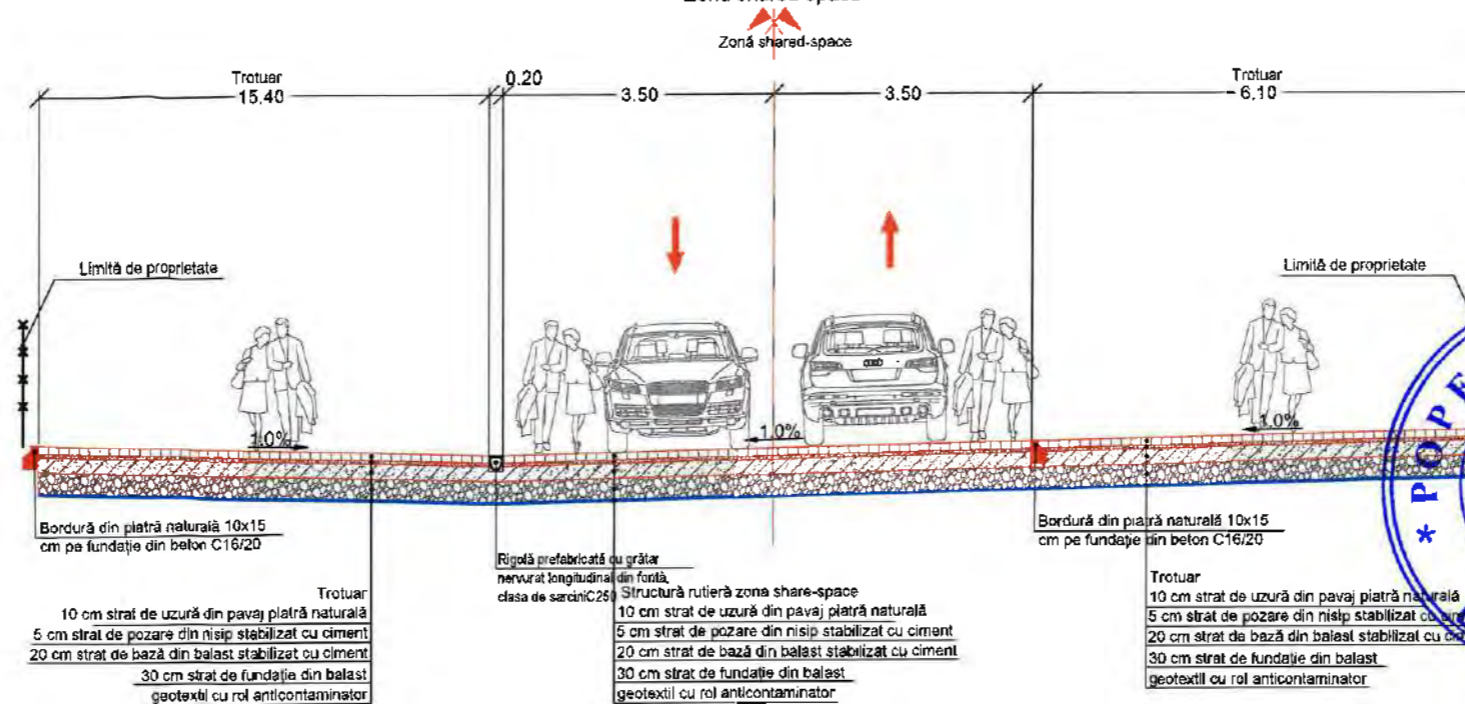 Zonă shared-space
Trotuar
15.40
0.20
3.50
3.50
Trotuar
6,10
Limită de proprietate
Limită de proprietate
1.0%
1.0%
1.0%
Bordură din piatră naturală 10x15
cm pe fundație din beton C16/20
Rigolă prefabricată cu grătar
nervurat longitudinal din fontă,
clasa de sarciniC250
Bordură din piatră naturală 10x15
cm pe fundație din beton C16/20
Trotuar
10 cm strat de uzură din pavaj piatră naturală
5 cm strat de pozare din nisip stabilizat cu ciment
20 cm strat de bază din balast stabilizat cu ciment
30 cm strat de fundație din balast
geotextil cu rol anticontaminator
Structură rutieră zona share-space
10 cm strat de uzură din pavaj piatră naturală
5 cm strat de pozare din nisip stabilizat cu ciment
20 cm strat de bază din balast stabilizat cu ciment
30 cm strat de fundație din balast
geotextil cu rol anticontaminator
Trotuar
10 cm strat de uzură din pavaj piatră naturală
5 cm strat de pozare din nisip stabilizat cu
20 cm strat de bază din balast stabilizat cu
30 cm strat de fundație din balast
geotextil cu rol anticontaminator
* POPE